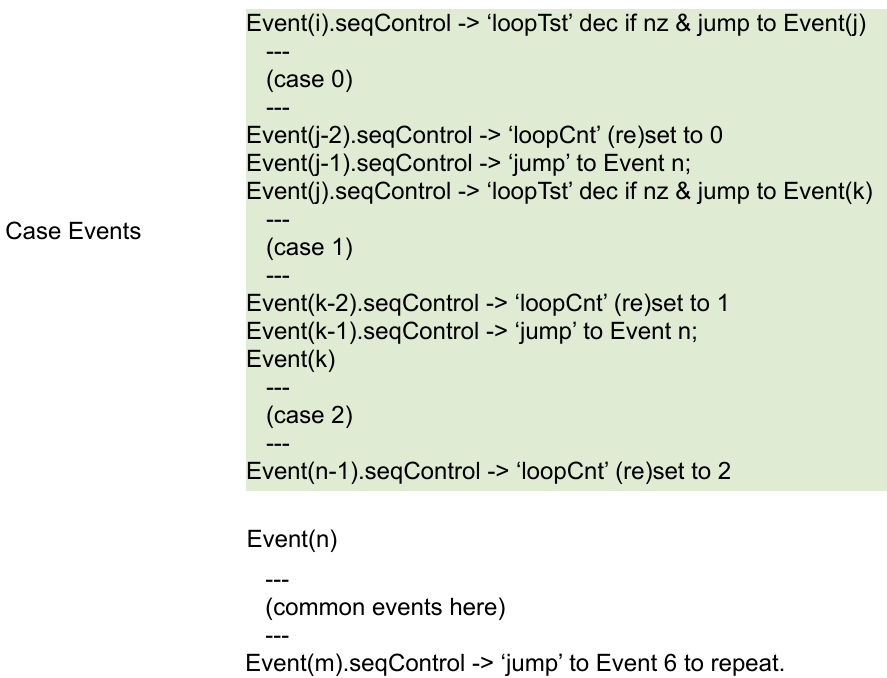 Event(i).seqControl -> ‘loopTst’ dec if nz & jump to Event(j)
---
(case 0)
---
Event(j-2).seqControl -> ‘loopCnt’ (re)set to 0
Event(j-1).seqControl -> ‘jump’ to Event n;
Event(j).seqControl -> ‘loopTst’ dec if nz & jump to Event(k)
---
Case Events
(case 1)
---
Event(k-2).seqControl -> ‘loopCnt’ (re)set to 1
Event(k-1).seqControl -> ‘jump’ to Event n;
Event(k)
---
(case 2)
---
Event(n-1).seqControl -> ‘loopCnt’ (re)set to 2
Event(n)
---
(common events here)
---
Event(m).seqControl -> ‘jump’ to Event 6 to repeat.